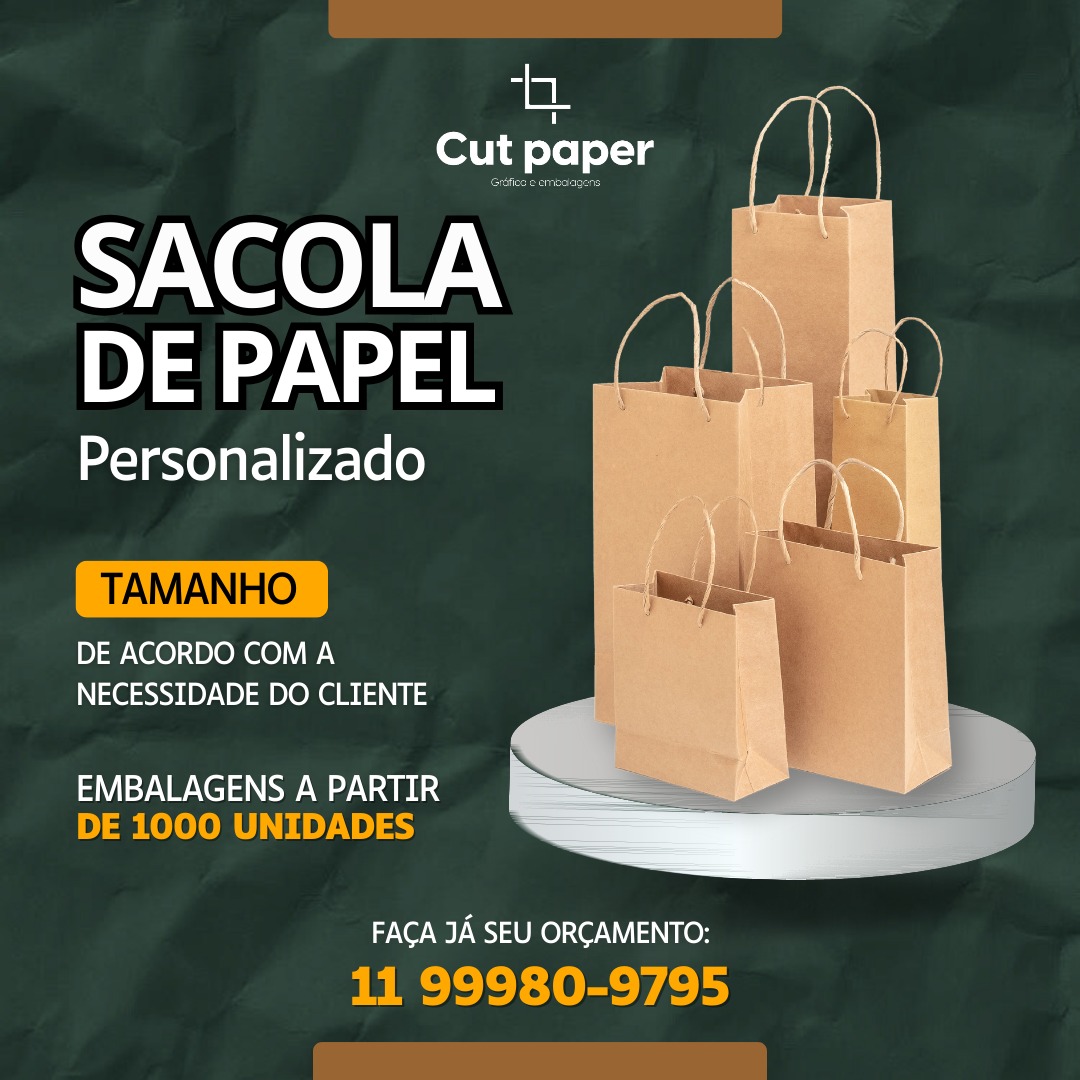 Cut paper
Gráfica e embalagens
SACOLA
DE PAPEL
Personalizado
TAMANHO
DE ACORDO COM A
NECESSIDADE DO CLIENTE
EMBALAGENS A PARTIR
DE 1000 UNIDADES
FAÇA JÁ SEU ORÇAMENTO:
11 99980-9795